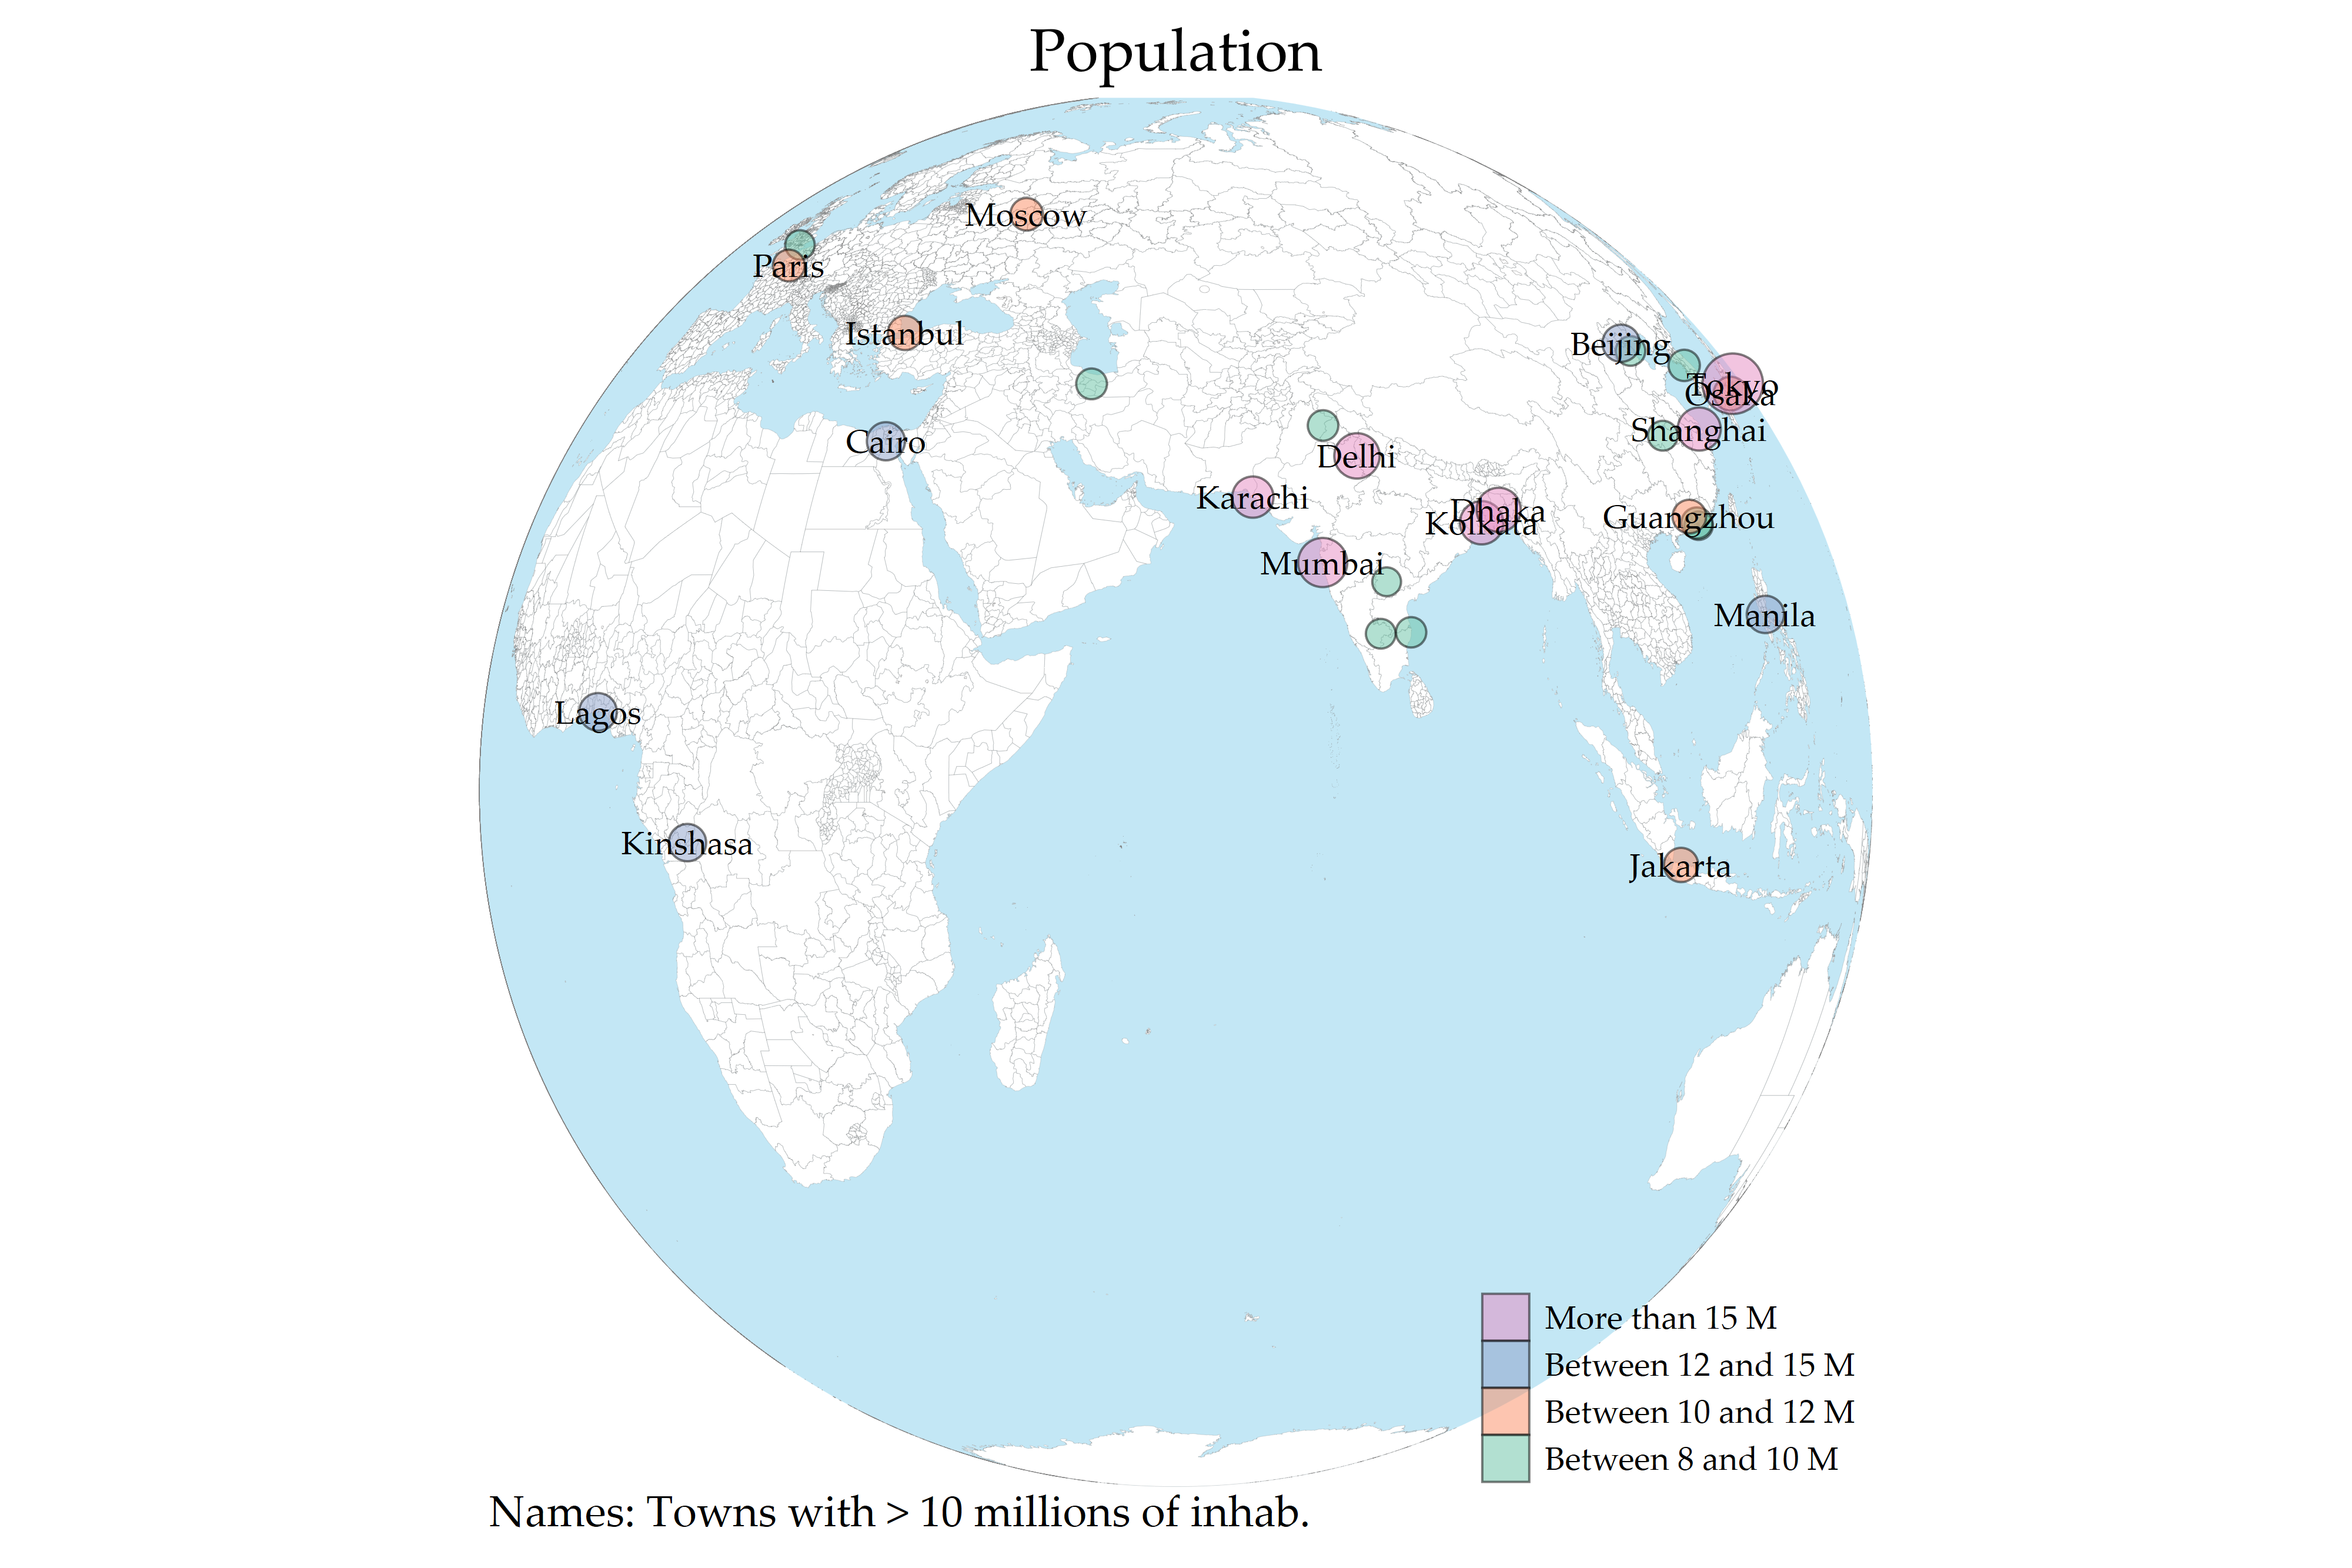 Population
Moscow
Paris
Istanbul
Beijing
Tokyo
Osaka
Cairo
Shanghai
Delhi
Karachi
Dhaka
Kolkata
Guangzhou
Mumbai
Manila
Lagos
Kinshasa
Jakarta
More than 15 M
Between 12 and 15 M
Between 10 and 12 M
Between 8 and 10 M
Names: Towns with > 10 millions of inhab.